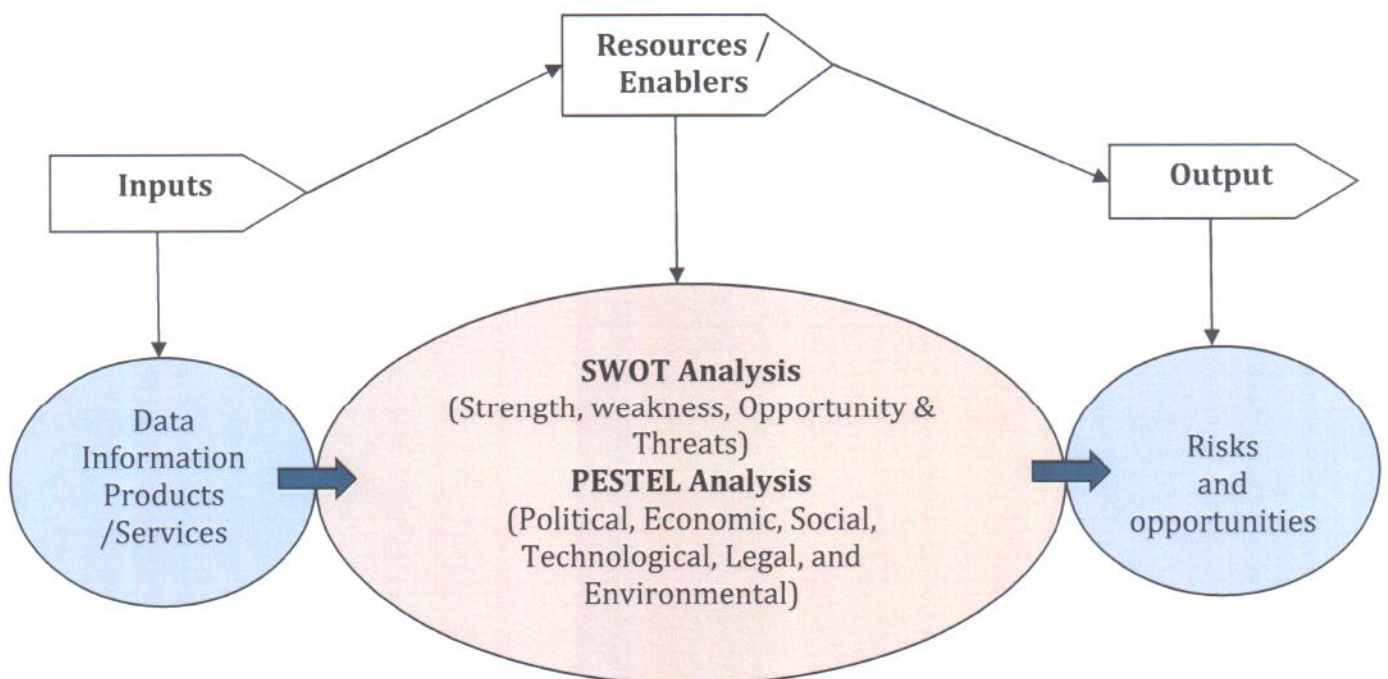 Resources /
Enablers
Inputs
Output
Data
Information
Products
/Services
SWOT Analysis
(Strength, weakness, Opportunity &
Threats)
PESTEL Analysis
(Political, Economic, Social,
Technological, Legal, and
Environmental)
Risks
and
opportunities